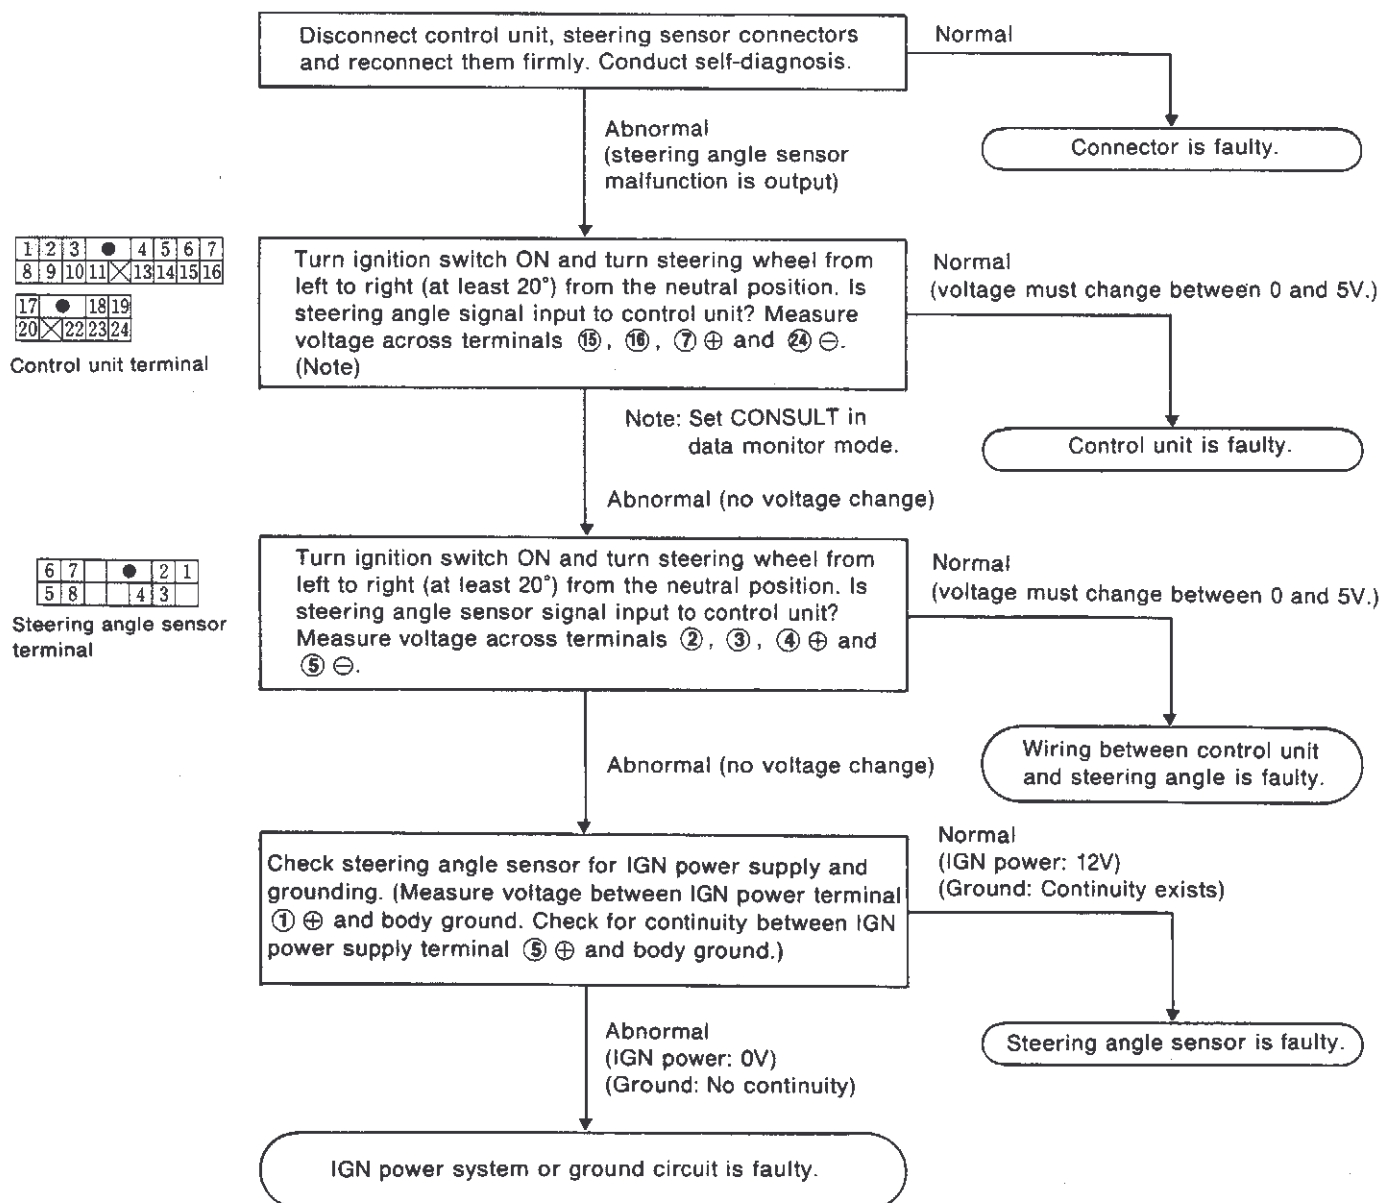 Disconnect control unit, steering sensor connectors
and reconnect them firmly. Conduct self-diagnosis.
Normal
Connector is faulty.
Abnormal
(steering angle sensor
malfunction is output)
1 2 3 ● 4 5 6 7
8 9 10 11 13 14 15 16
17 ● 18 19
20 22 23 24
Control unit terminal
Turn ignition switch ON and turn steering wheel from
left to right (at least 20°) from the neutral position. Is
steering angle signal input to control unit? Measure
voltage across terminals ⑮, ⑯, ⑦ ⊕ and ㉔ ⊖.
(Note)
Normal
(voltage must change between 0 and 5V.)
Control unit is faulty.
Note: Set CONSULT in
data monitor mode.
Abnormal (no voltage change)
6 7 ● 2 1
5 8 4 3
Steering angle sensor
terminal
Turn ignition switch ON and turn steering wheel from
left to right (at least 20°) from the neutral position. Is
steering angle sensor signal input to control unit?
Measure voltage across terminals ②, ③, ④ ⊕ and
⑤ ⊖.
Normal
(voltage must change between 0 and 5V.)
Wiring between control unit
and steering angle is faulty.
Abnormal (no voltage change)
Check steering angle sensor for IGN power supply and
grounding. (Measure voltage between IGN power terminal
① ⊕ and body ground. Check for continuity between IGN
power supply terminal ⑤ ⊕ and body ground.)
Normal
(IGN power: 12V)
(Ground: Continuity exists)
Steering angle sensor is faulty.
Abnormal
(IGN power: 0V)
(Ground: No continuity)
IGN power system or ground circuit is faulty.